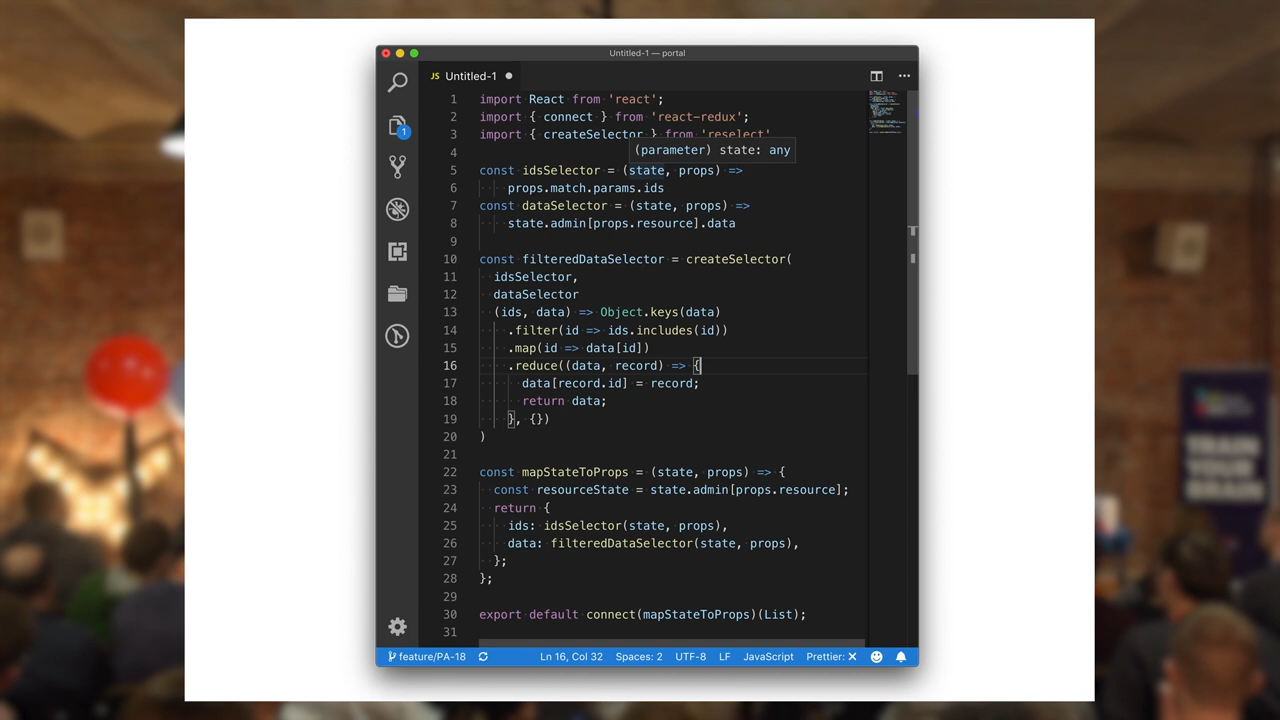 Untitled-1 — portal
JS Untitled-1
1 import React from 'react';
2 import { connect } from 'react-redux';
3 import { createSelector } from 'reselect'
(parameter) state: any
4
5 const idsSelector = (state, props) =>
6 props.match.params.ids
7 const dataSelector = (state, props) =>
8 state.admin[props.resource].data
9
10 const filteredDataSelector = createSelector(
11 idsSelector,
12 dataSelector
13 (ids, data) => Object.keys(data)
14 .filter(id => ids.includes(id))
15 .map(id => data[id])
16 .reduce((data, record) => {
17 data[record.id] = record;
18 return data;
19 }, {})
20 )
21
22 const mapStateToProps = (state, props) => {
23 const resourceState = state.admin[props.resource];
24 return {
25 ids: idsSelector(state, props),
26 data: filteredDataSelector(state, props),
27 };
28 };
29
30 export default connect(mapStateToProps)(List);
31
1
feature/PA-18 Ln 16, Col 32 Spaces: 2 UTF-8 LF JavaScript Prettier: ✕
TRAIN
YOUR
BRAIN